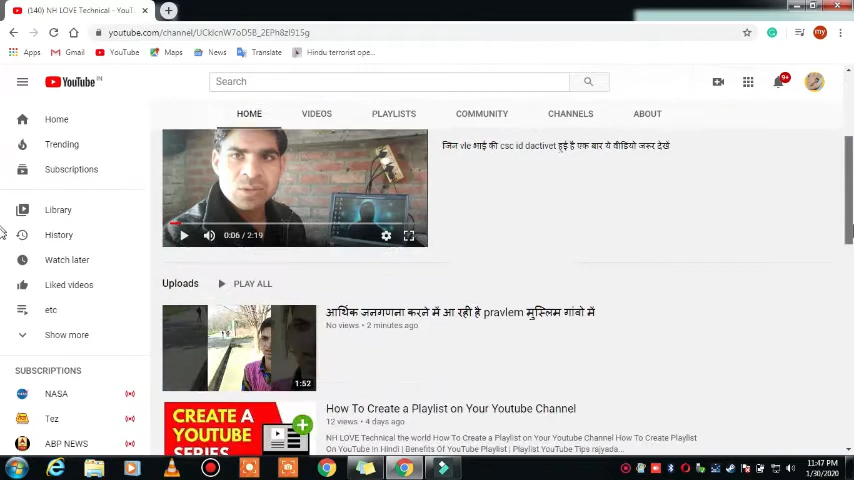 (140) NH LOVE Technical - YouT
youtube.com/channel/UCkicnW7oD5B_2EPh8zl915g
my
Apps Gmail YouTube Maps News Translate Hindu terrorist ope...
YouTube IN
Search
9+
HOME VIDEOS PLAYLISTS COMMUNITY CHANNELS ABOUT
Home
Trending
Subscriptions
Library
History
Watch later
Liked videos
etc
Show more
SUBSCRIPTIONS
NASA
Tez
ABP NEWS
जिन vle भाई की csc id dactivet हुई है एक बार ये वीडियो जरूर देखें
0:06 / 2:19
Uploads PLAY ALL
आर्थिक जनगणना करने में आ रही है pravlem मुस्लिम गांवो में
No views • 2 minutes ago
1:52
How To Create a Playlist on Your Youtube Channel
12 views • 4 days ago
NH LOVE Technical the world How To Create a Playlist on Your Youtube Channel How To Create Playlist
On YouTube In Hindi | Benefits Of YouTube Playlist | Playlist Youtube Tips rajyada...
CREATE A
YOUTUBE
SERIES
11:47 PM
1/30/2020